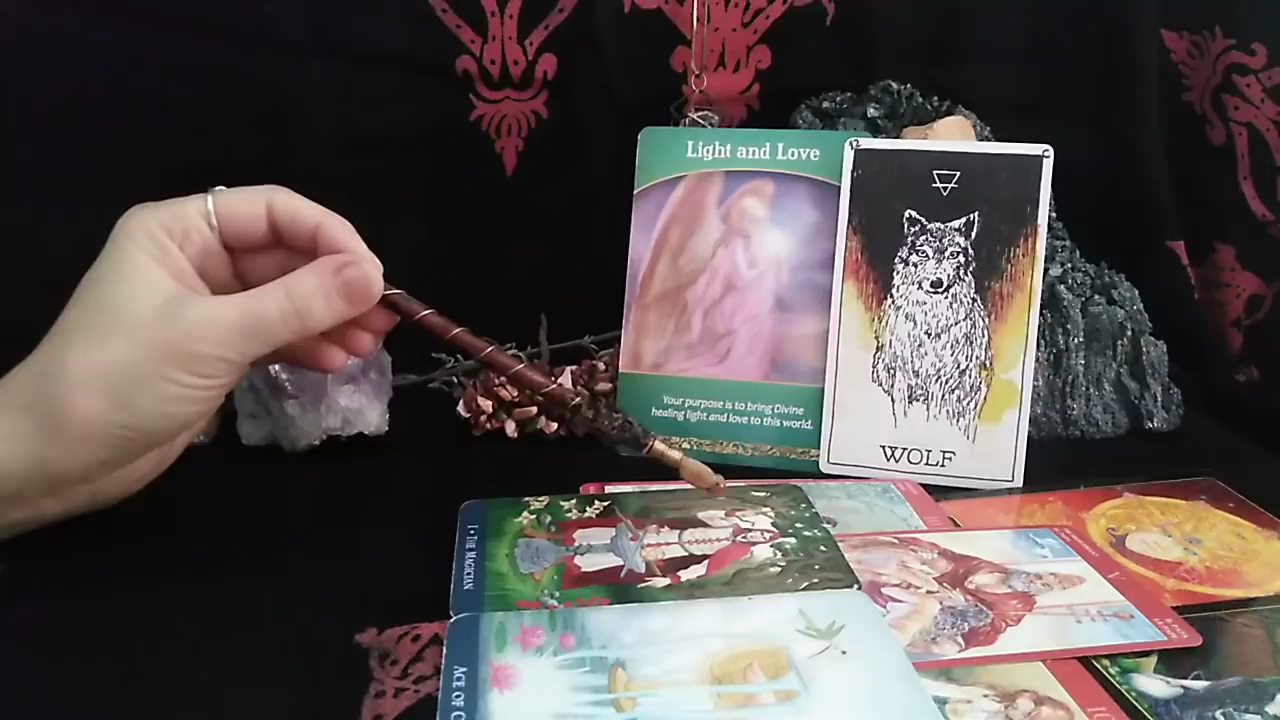 Light and Love
Your purpose is to bring Divine
healing light and love to this world.
WOLF
I • THE MAGICIAN
ACE OF